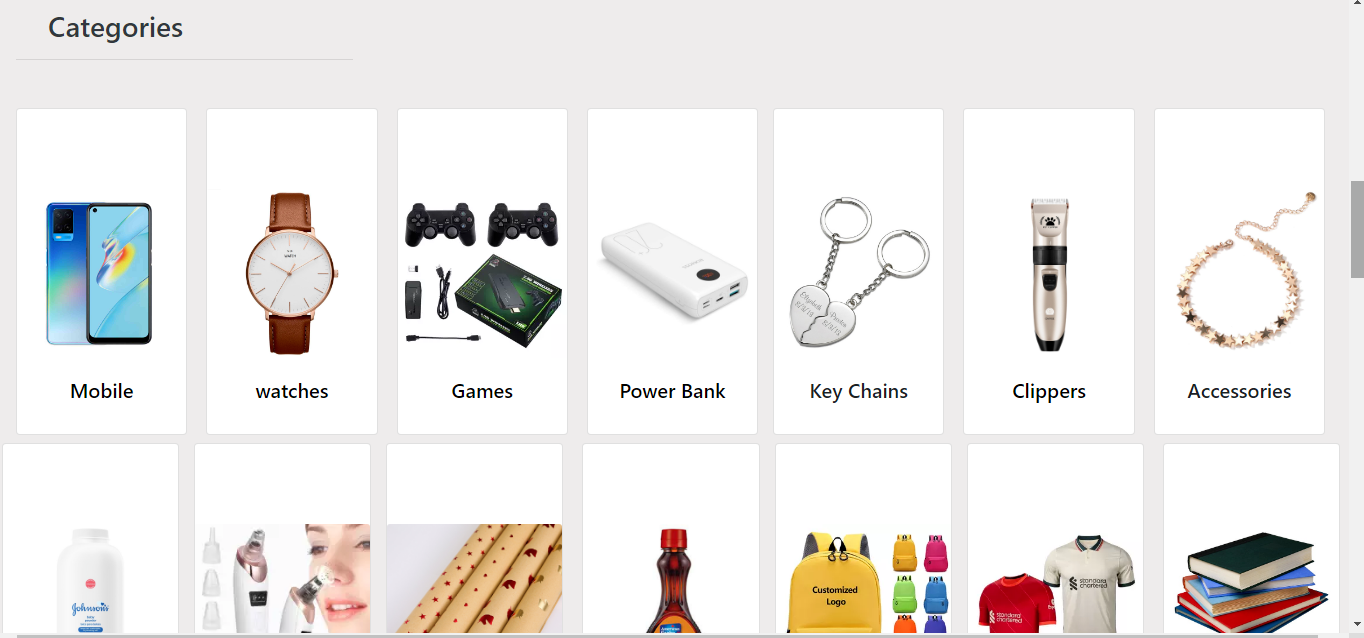 Categories
Mobile
watches
Games
Power Bank
Key Chains
Clippers
Accessories
Johnson's
Customized
Logo
standard
chartered
standard
chartered